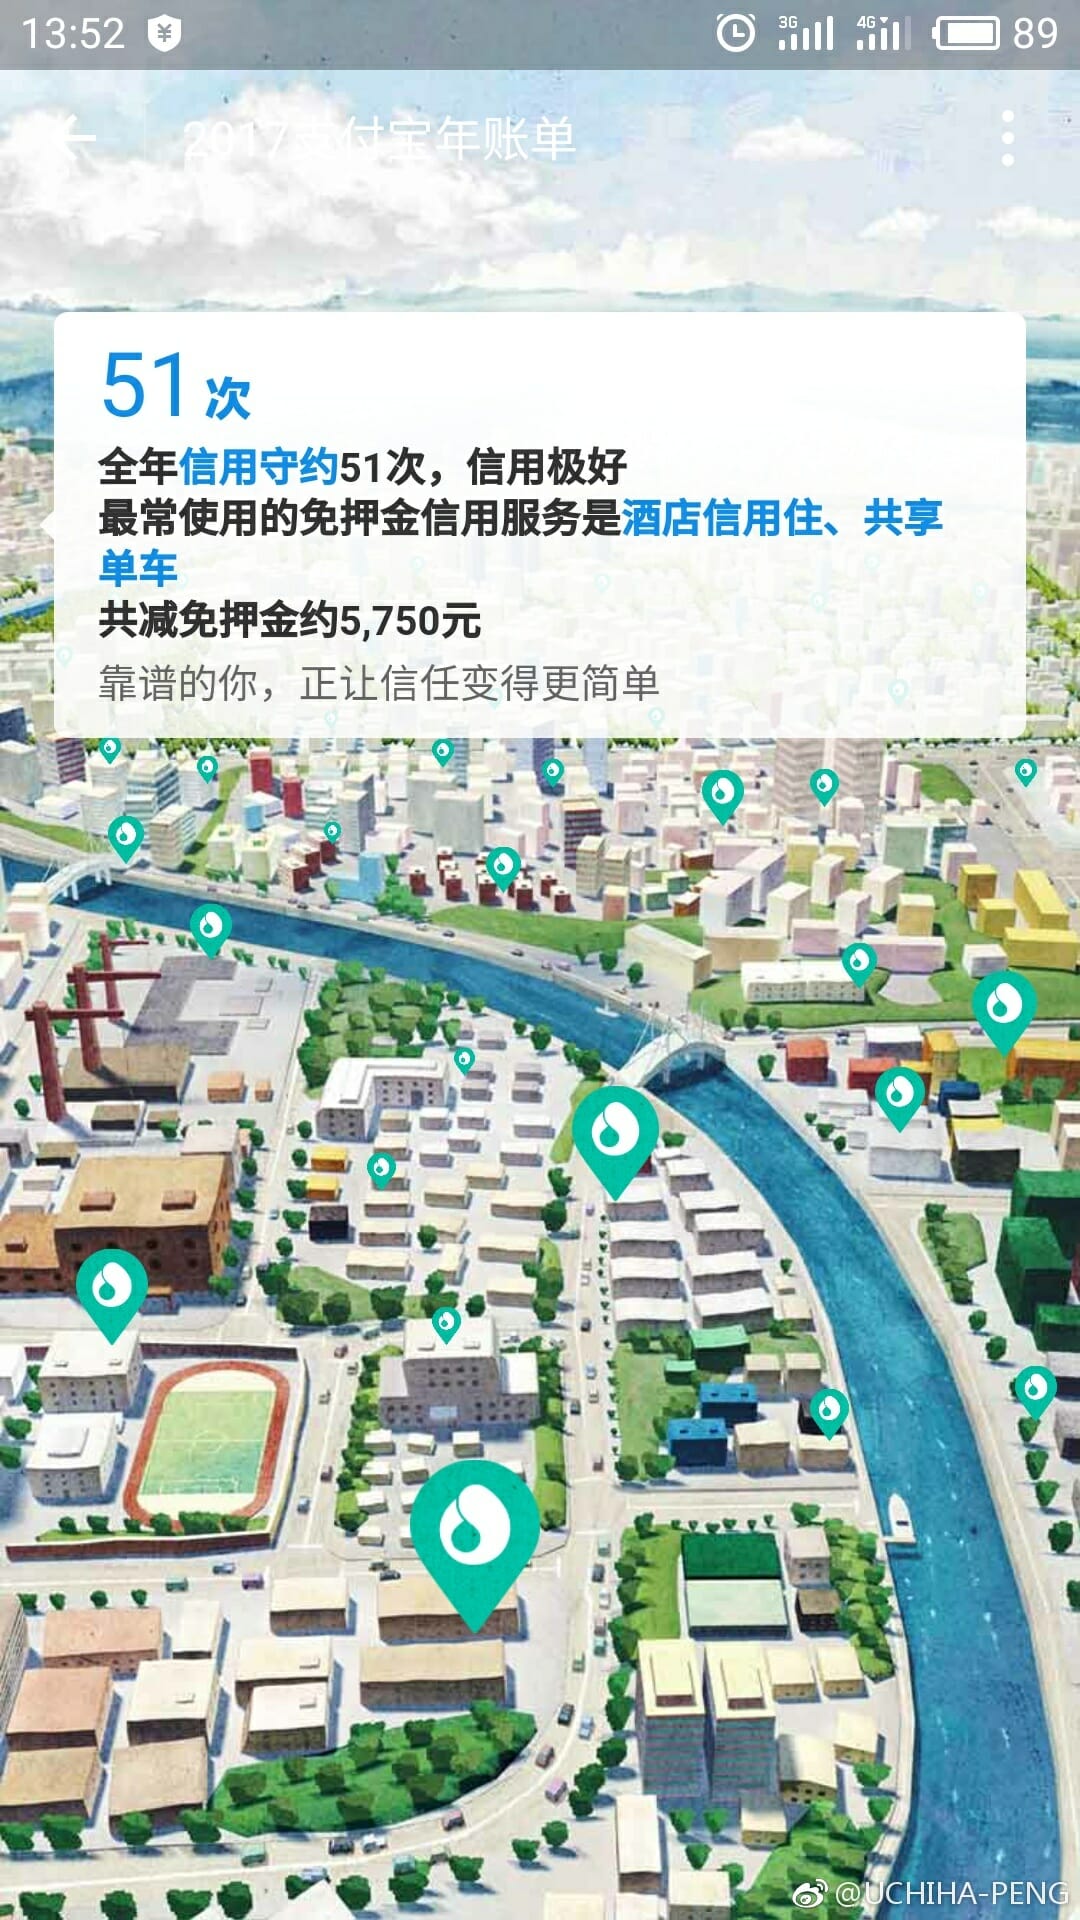 13:52
3G
4G
89
2017支付宝年账单
51次
全年信用守约51次，信用极好
最常使用的免押金信用服务是酒店信用住、共享
单车
共减免押金约5,750元
靠谱的你，正让信任变得更简单
@UCHIHA-PENG